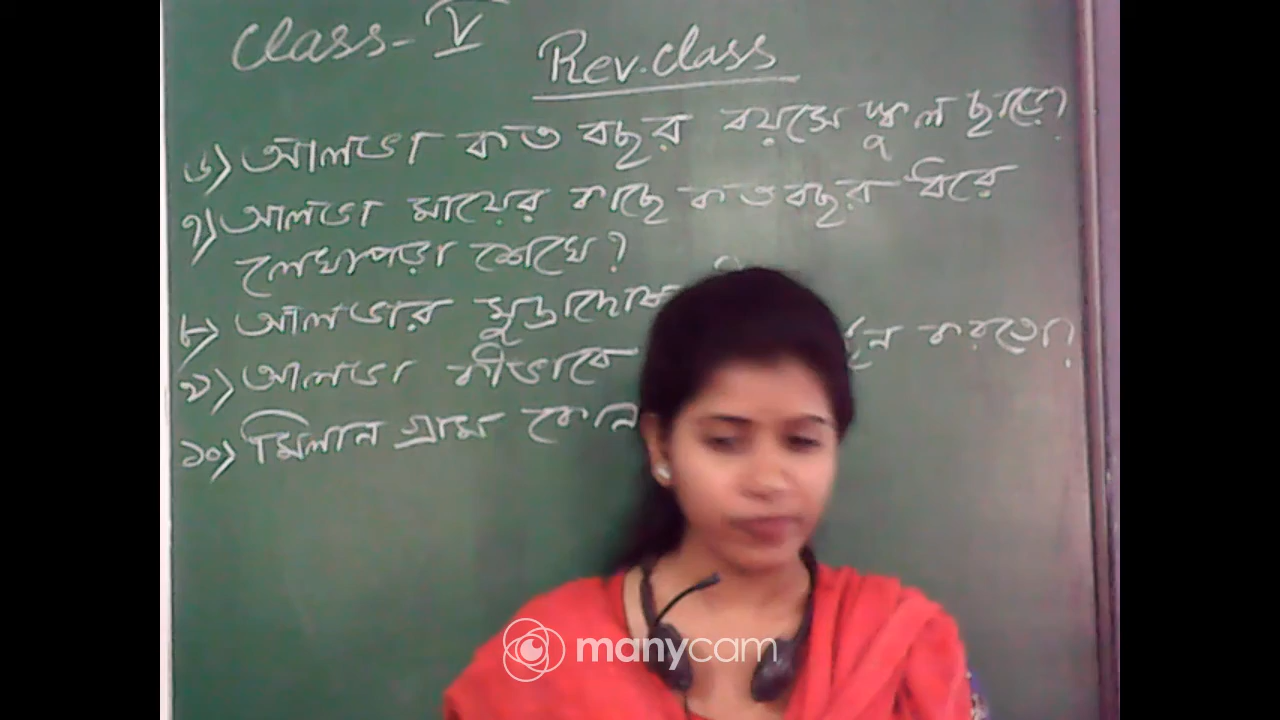 Class- V
Rev. class
৬) আলভা কত বছর বয়সে স্কুল ছাড়ে?
৭) আলভা মায়ের কাছে কত বছর ধরে
লেখাপড়া শেখে?
৮) আলভার মুদ্রাদোষ
৯) আলভা কীভাবে করতো?
১০) মিলান গ্রাম কোন
manycam